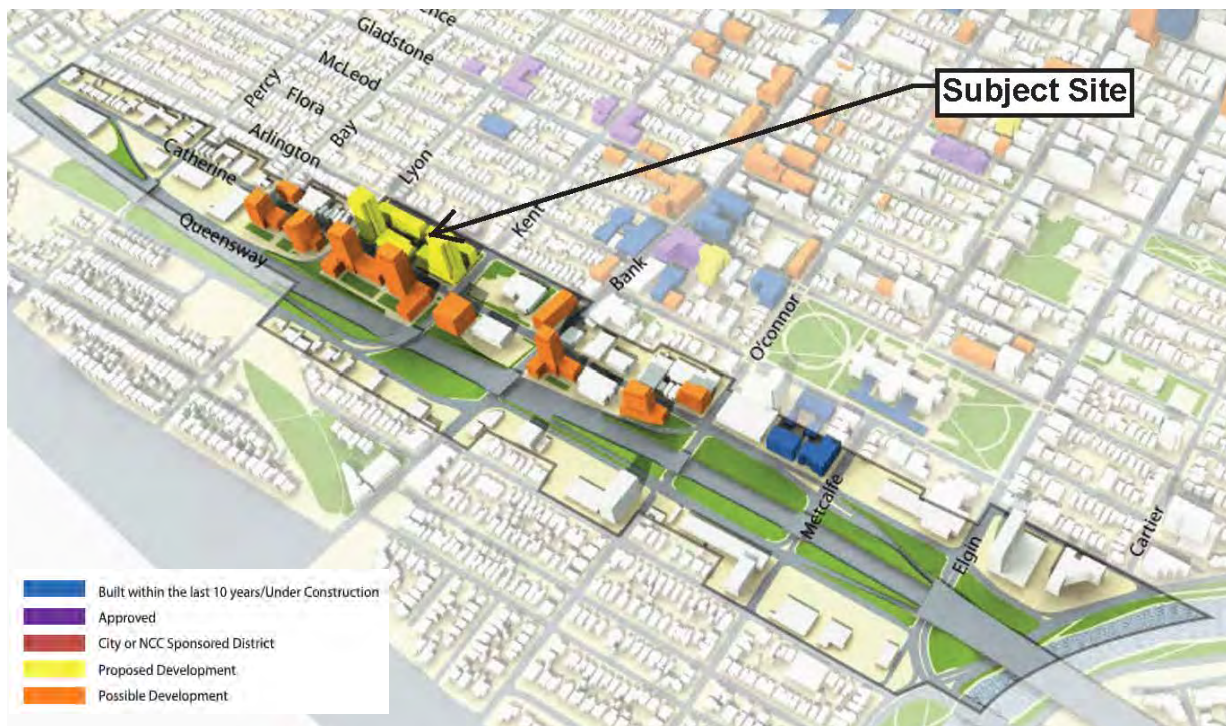 ence
Gladstone
McLeod
Percy
Flora
Bay
Arlington
Lyon
Catherine
Queensway
Kent
Bank
O'connor
Metcalfe
Elgin
Cartier
Subject Site
Built within the last 10 years/Under Construction
Approved
City or NCC Sponsored District
Proposed Development
Possible Development